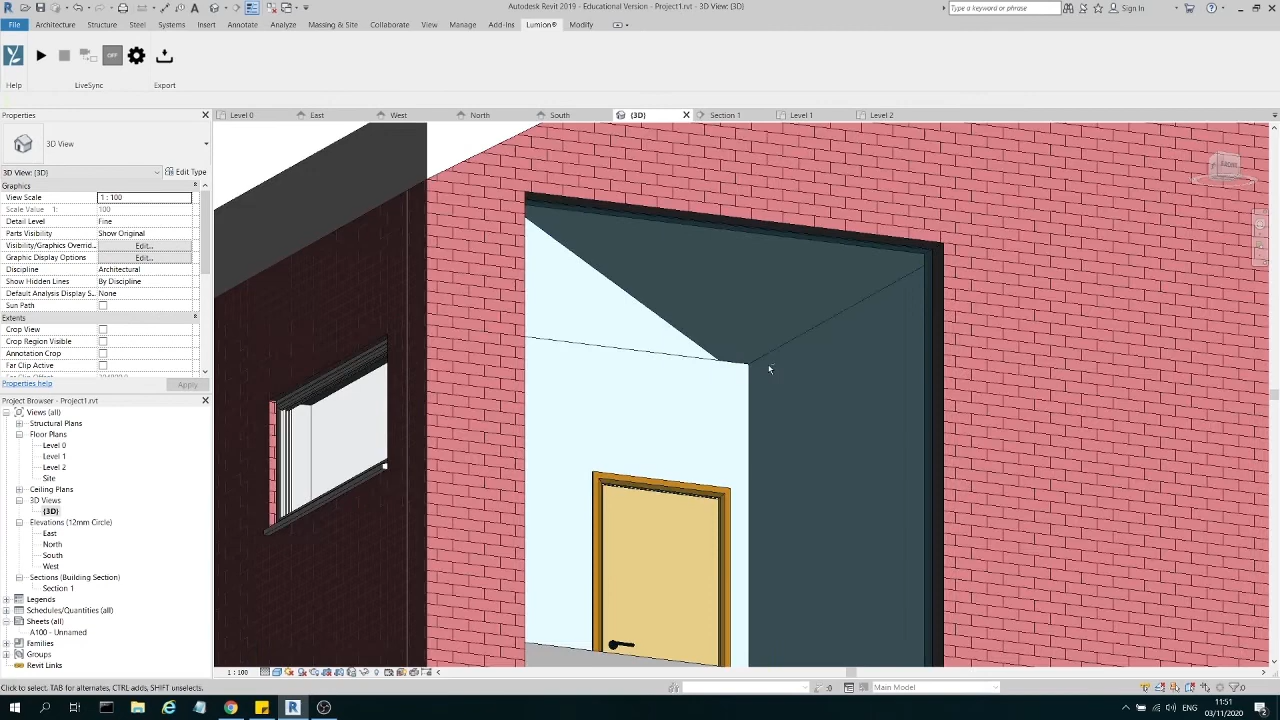 Autodesk Revit 2019 - Educational Version - Project1.rvt - 3D View: {3D}
Type a keyword or phrase
Sign In
File Architecture Structure Steel Systems Insert Annotate Analyze Massing & Site Collaborate View Manage Add-Ins Lumion® Modify
OFF
Help LiveSync Export
Properties
Level 0 East West North South {3D} Section 1 Level 1 Level 2
3D View
3D View: {3D}
Edit Type
Graphics
View Scale 1 : 100
Scale Value 1: 100
Detail Level Fine
Parts Visibility Show Original
Visibility/Graphics Overrid... Edit...
Graphic Display Options Edit...
Discipline Architectural
Show Hidden Lines By Discipline
Default Analysis Display S... None
Sun Path
Extents
Crop View
Crop Region Visible
Annotation Crop
Far Clip Active
Properties help
Apply
Project Browser - Project1.rvt
Views (all)
Structural Plans
Floor Plans
Level 0
Level 1
Level 2
Site
Ceiling Plans
3D Views
{3D}
Elevations (12mm Circle)
East
North
South
West
Sections (Building Section)
Section 1
Legends
Schedules/Quantities (all)
Sheets (all)
A100 - Unnamed
Families
Groups
Revit Links
1 : 100
Click to select, TAB for alternates, CTRL adds, SHIFT unselects.
:0
Main Model
:0
ENG
11:51
03/11/2020